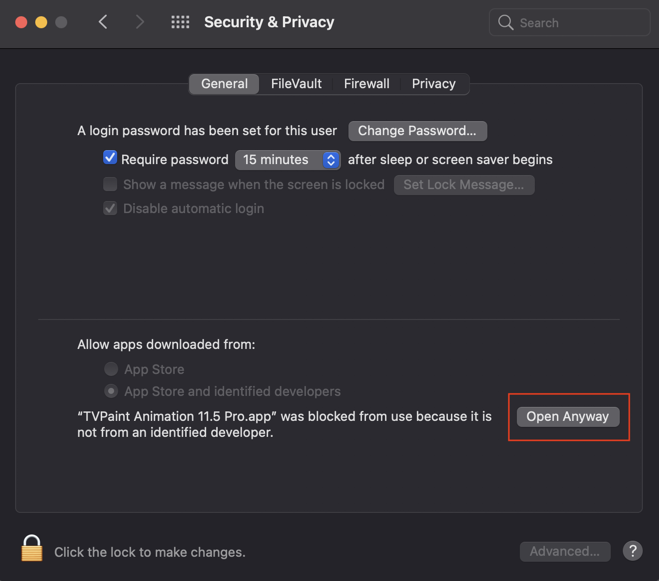 Security & Privacy
Search
General
FileVault
Firewall
Privacy
A login password has been set for this user
Change Password...
Require password
15 minutes
after sleep or screen saver begins
Show a message when the screen is locked
Set Lock Message...
Disable automatic login
Allow apps downloaded from:
App Store
App Store and identified developers
“TVPaint Animation 11.5 Pro.app” was blocked from use because it is
not from an identified developer.
Open Anyway
Click the lock to make changes.
Advanced...
?